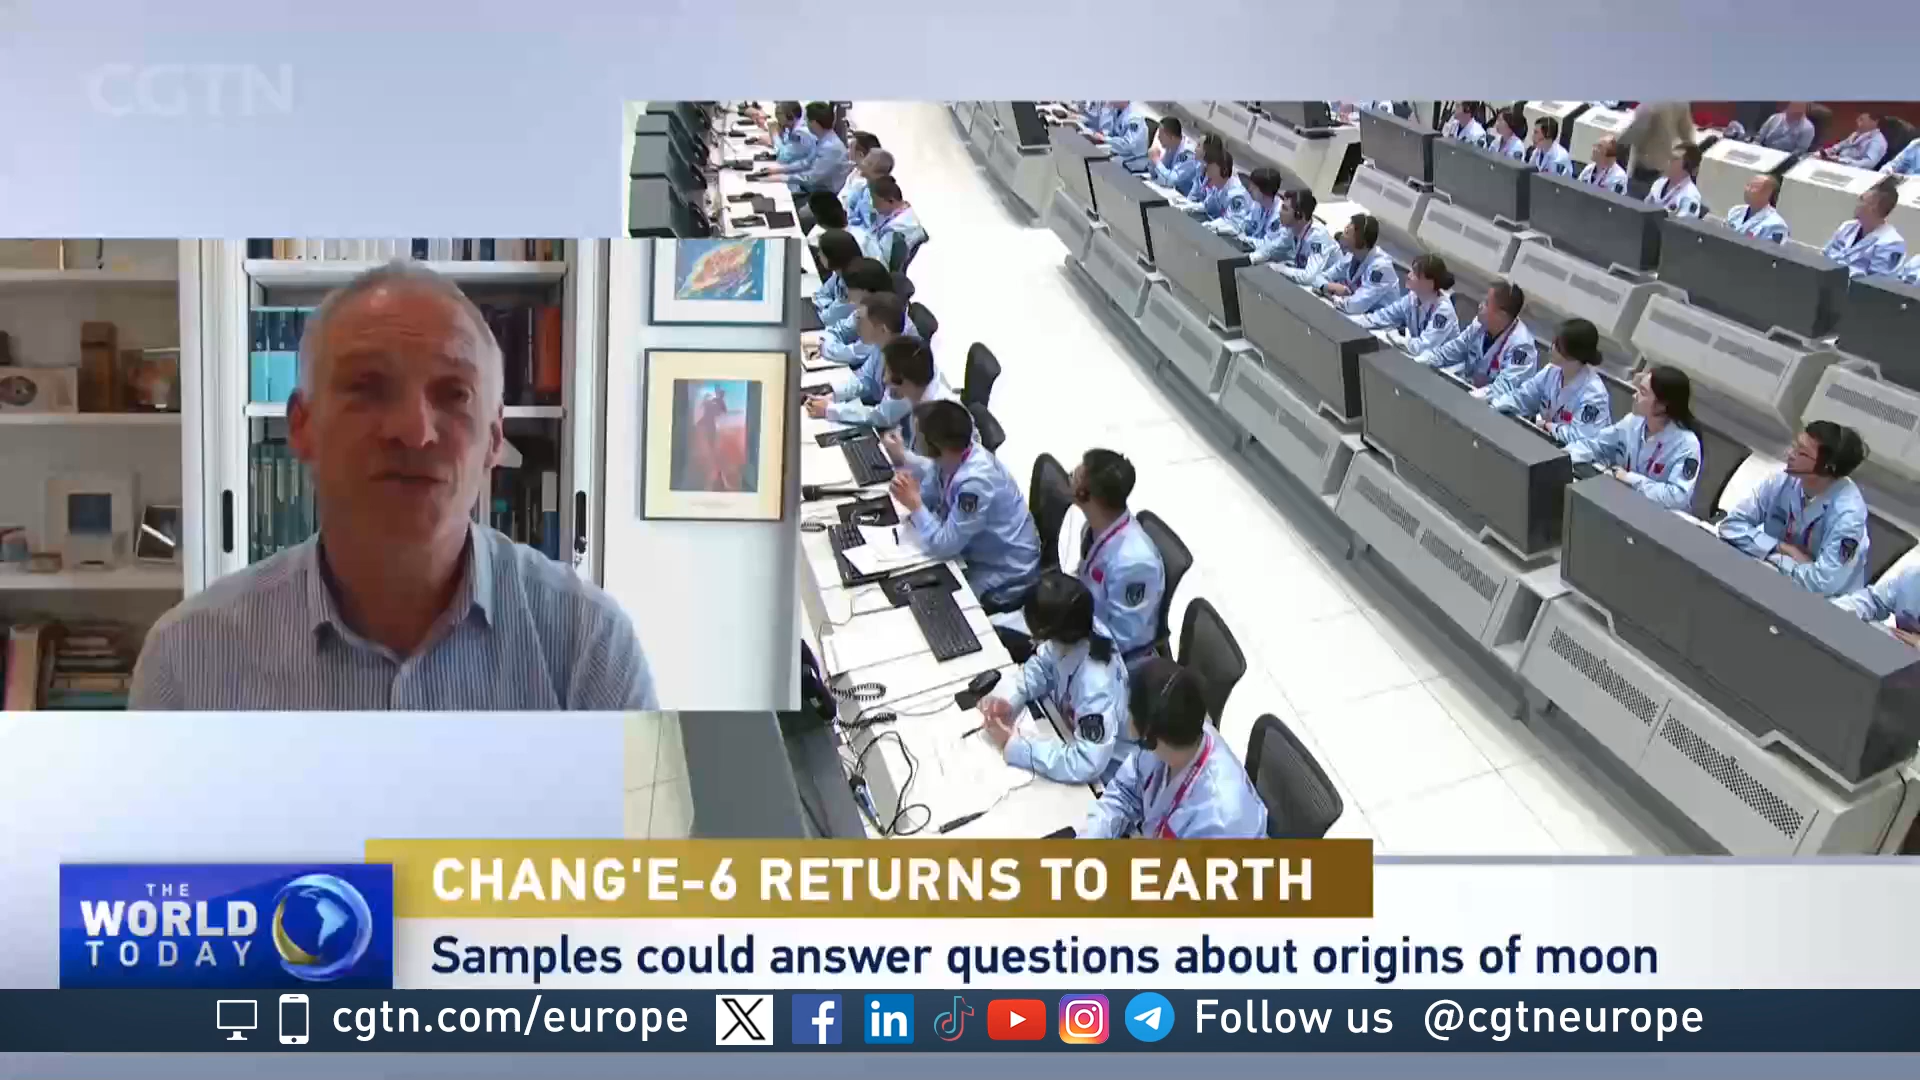 CGTN
CHANG'E-6 RETURNS TO EARTH
THE
WORLD
TODAY
Samples could answer questions about origins of moon
cgtn.com/europe
Follow us @cgtneurope